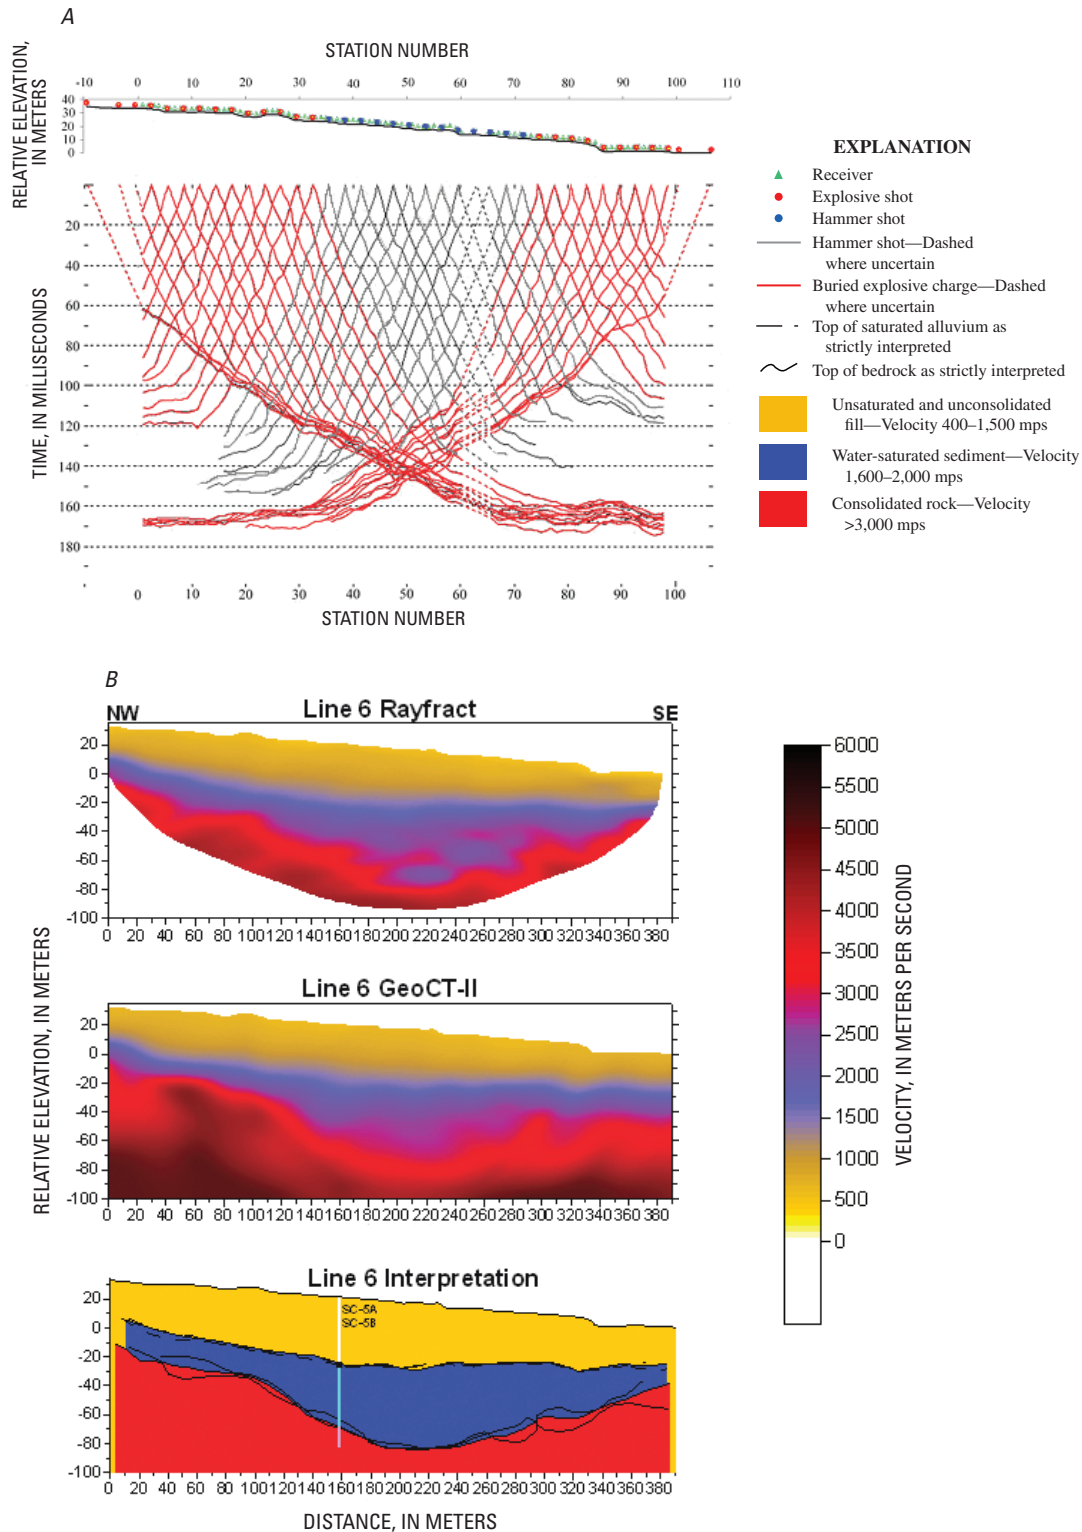 A
STATION NUMBER
-10 0 10 20 30 40 50 60 70 80 90 100 110
RELATIVE ELEVATION,
IN METERS
40
30
20
10
0
TIME, IN MILLISECONDS
20
40
60
80
100
120
140
160
180
0 10 20 30 40 50 60 70 80 90 100
STATION NUMBER
EXPLANATION
Receiver
Explosive shot
Hammer shot
Hammer shot—Dashed
where uncertain
Buried explosive charge—Dashed
where uncertain
Top of saturated alluvium as
strictly interpreted
Top of bedrock as strictly interpreted
Unsaturated and unconsolidated
fill—Velocity 400–1,500 mps
Water-saturated sediment—Velocity
1,600–2,000 mps
Consolidated rock—Velocity
>3,000 mps
B
NW
Line 6 Rayfract
SE
20
0
-20
-40
-60
-80
-100
0 20 40 60 80 100 120 140 160 180 200 220 240 260 280 300 320 340 360 380
RELATIVE ELEVATION, IN METERS
Line 6 GeoCT-II
20
0
-20
-40
-60
-80
-100
0 20 40 60 80 100 120 140 160 180 200 220 240 260 280 300 320 340 360 380
Line 6 Interpretation
SC-5A
SC-5B
20
0
-20
-40
-60
-80
-100
0 20 40 60 80 100 120 140 160 180 200 220 240 260 280 300 320 340 360 380
DISTANCE, IN METERS
6000
5500
5000
4500
4000
3500
3000
2500
2000
1500
1000
500
0
VELOCITY, IN METERS PER SECOND